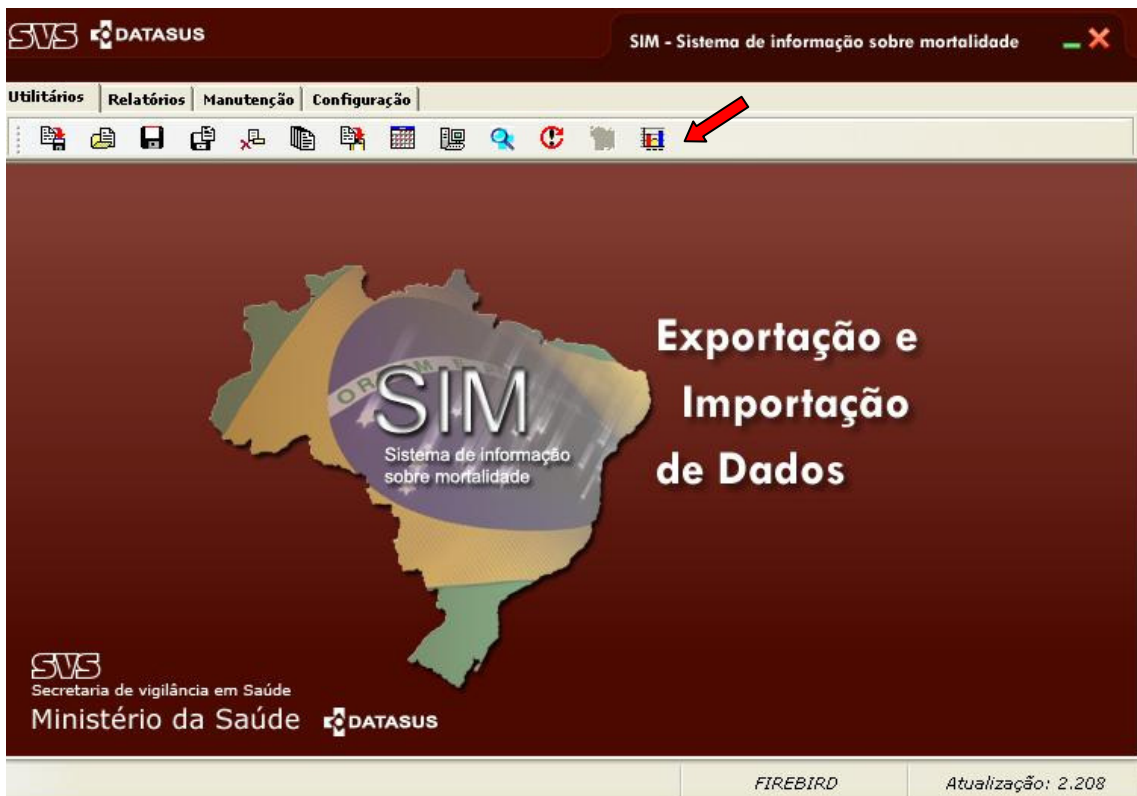 SVS DATASUS
SIM - Sistema de informação sobre mortalidade
Utilitários Relatórios Manutenção Configuração
ORDEM E
SIM
Sistema de informação
sobre mortalidade
Exportação e
Importação
de Dados
SVS
Secretaria de vigilância em Saúde
Ministério da Saúde DATASUS
FIREBIRD Atualização: 2.208